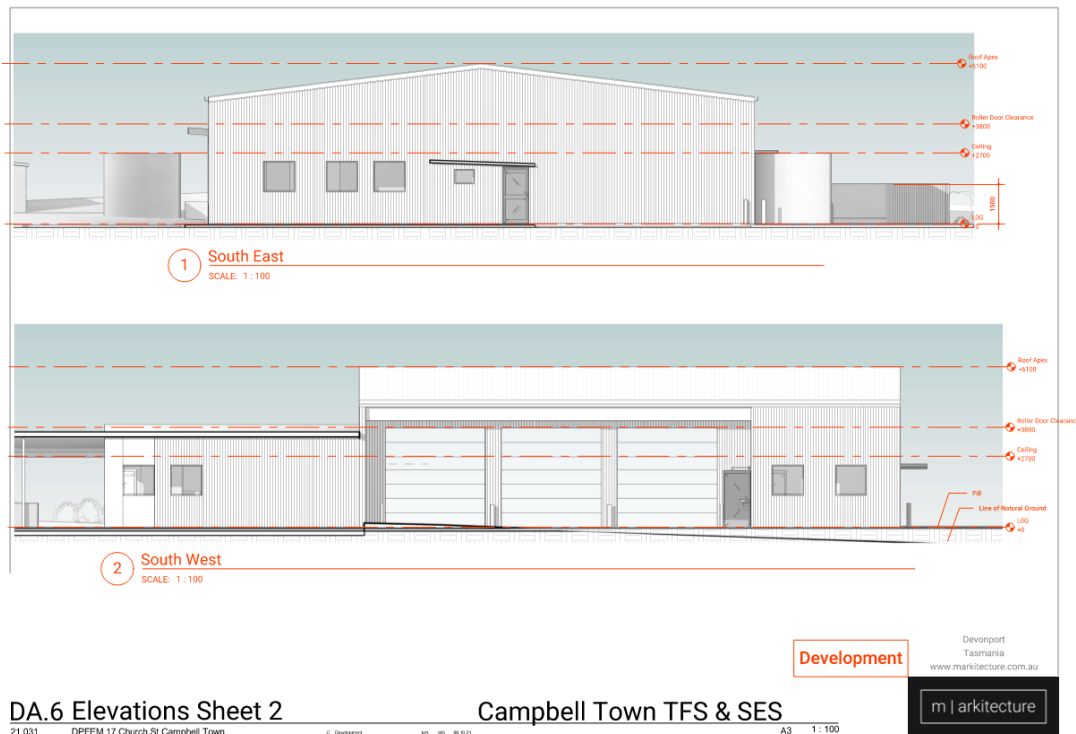 Roof Apex
+6100
Roller Door Clearance
+3800
Ceiling
+2700
1500
LOG
+0
1
South East
SCALE: 1 : 100
Roof Apex
+6100
Roller Door Clearanc
+3800
Ceiling
+2700
Fill
Line of Natural Ground
LOG
+0
2
South West
SCALE: 1 : 100
Development
Devonport
Tasmania
www.markitecture.com.au
m | arkitecture
DA.6 Elevations Sheet 2
Campbell Town TFS & SES
21.031
DPFEM 17 Church St Campbell Town
C Development
A3
1 : 100